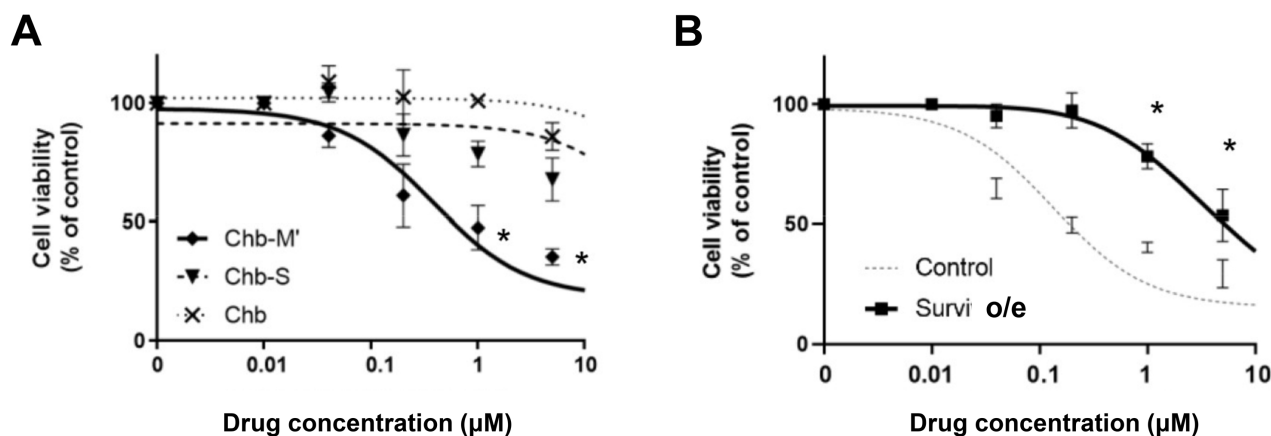 A
Cell viability
(% of control)
100
50
0
Chb-M'
Chb-S
Chb
*
*
0
0.01
0.1
1
10
Drug concentration (µM)
B
Cell viability
(% of control)
100
50
0
*
*
Control
Survi o/e
0
0.01
0.1
1
10
Drug concentration (µM)